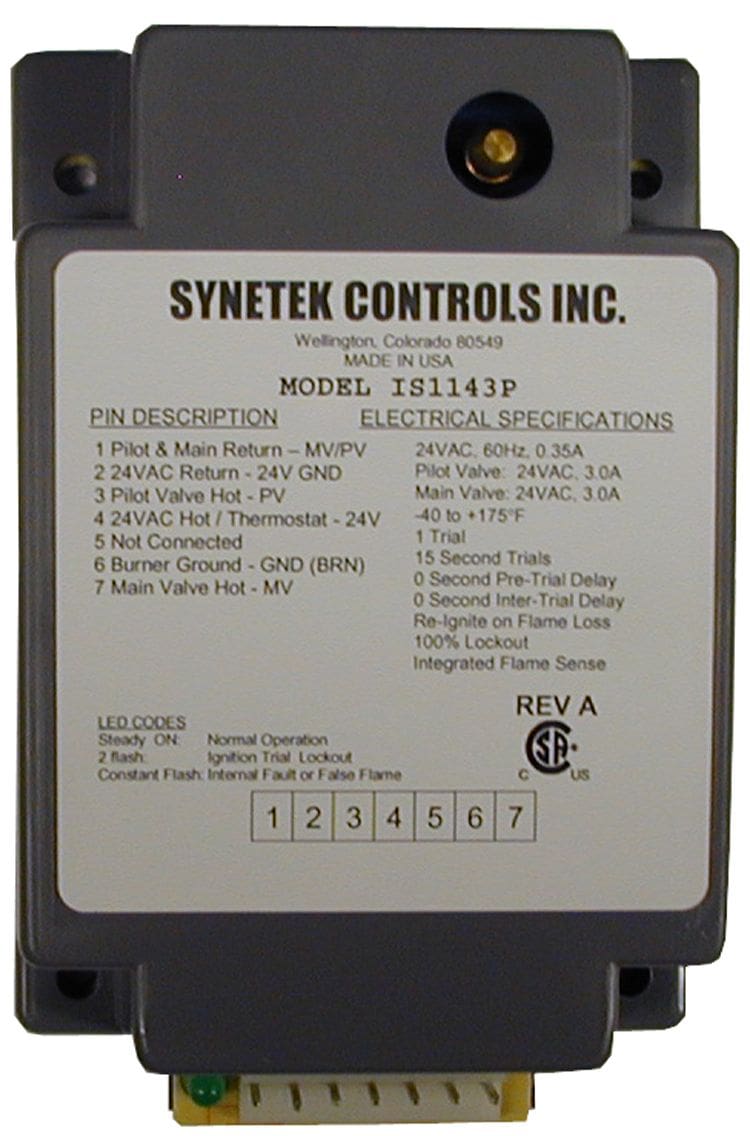 SYNETEK CONTROLS INC.
Wellington, Colorado 80549
MADE IN USA
MODEL IS1143P
PIN DESCRIPTION
1 Pilot & Main Return – MV/PV
2 24VAC Return - 24V GND
3 Pilot Valve Hot - PV
4 24VAC Hot / Thermostat - 24V
5 Not Connected
6 Burner Ground - GND (BRN)
7 Main Valve Hot - MV
ELECTRICAL SPECIFICATIONS
24VAC, 60Hz, 0.35A
Pilot Valve: 24VAC, 3.0A
Main Valve: 24VAC, 3.0A
-40 to +175°F
1 Trial
15 Second Trials
0 Second Pre-Trial Delay
0 Second Inter-Trial Delay
Re-Ignite on Flame Loss
100% Lockout
Integrated Flame Sense
REV A
C SA US
LED CODES
Steady ON: Normal Operation
2 flash: Ignition Trial Lockout
Constant Flash: Internal Fault or False Flame
1 2 3 4 5 6 7